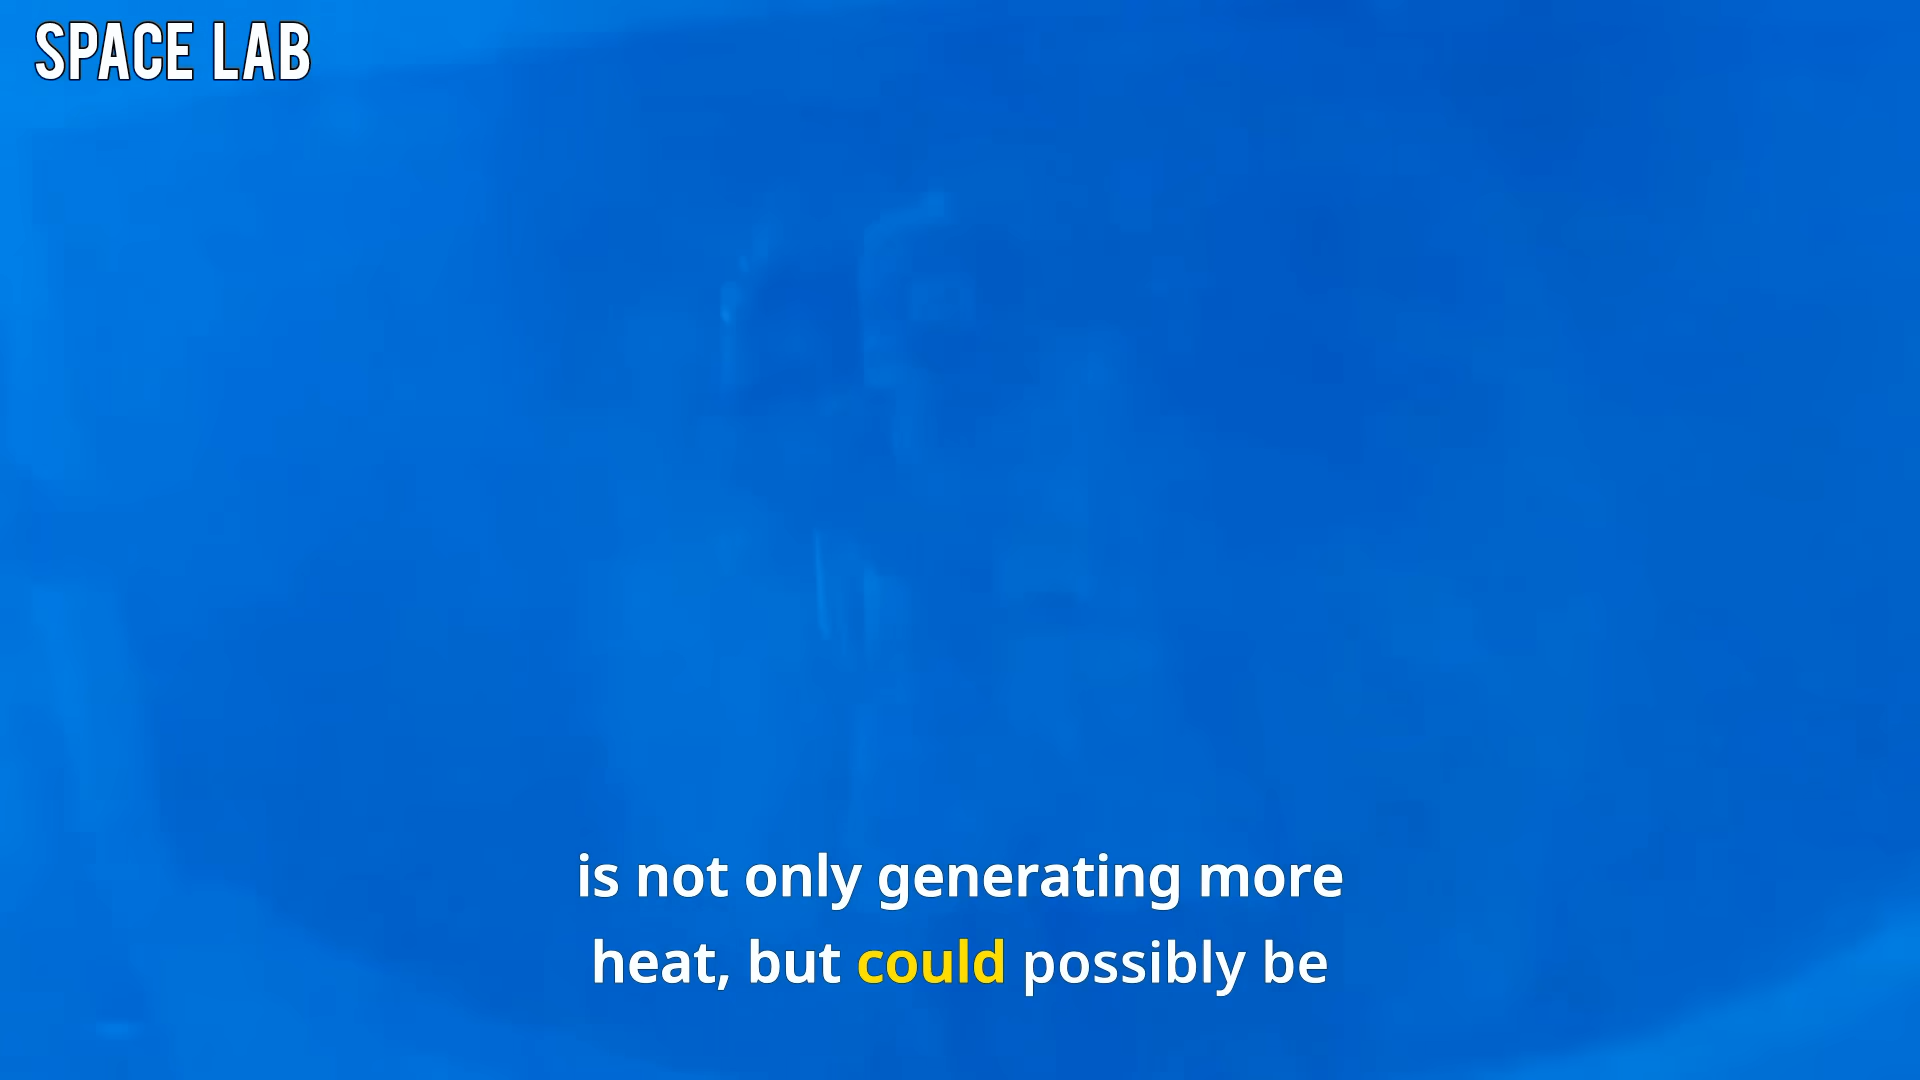 SPACE LAB
is not only generating more
heat, but could possibly be